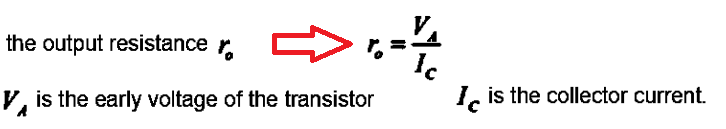 the output resistance r_o ⇒ r_o = V_A / I_C
V_A is the early voltage of the transistor I_C is the collector current.